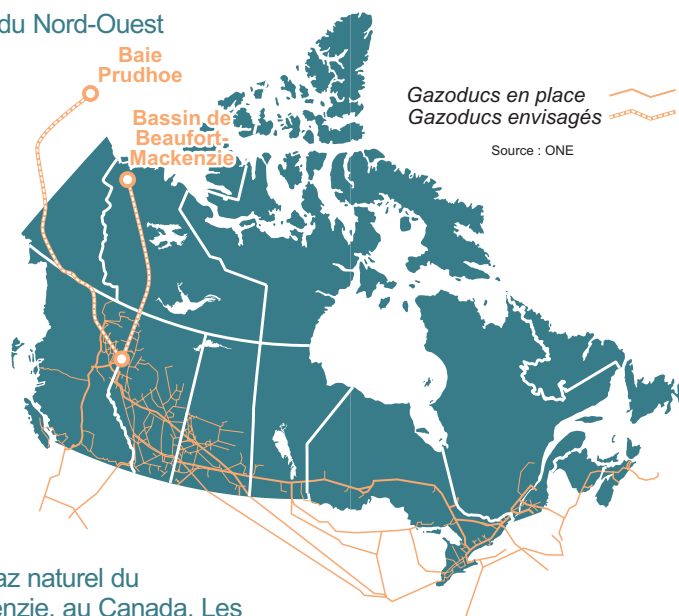 du Nord-Ouest
Baie
Prudhoe
Bassin de
Beaufort-
Mackenzie
Gazoducs en place
Gazoducs envisagés
Source : ONE
az naturel du
enzie, au Canada. Les